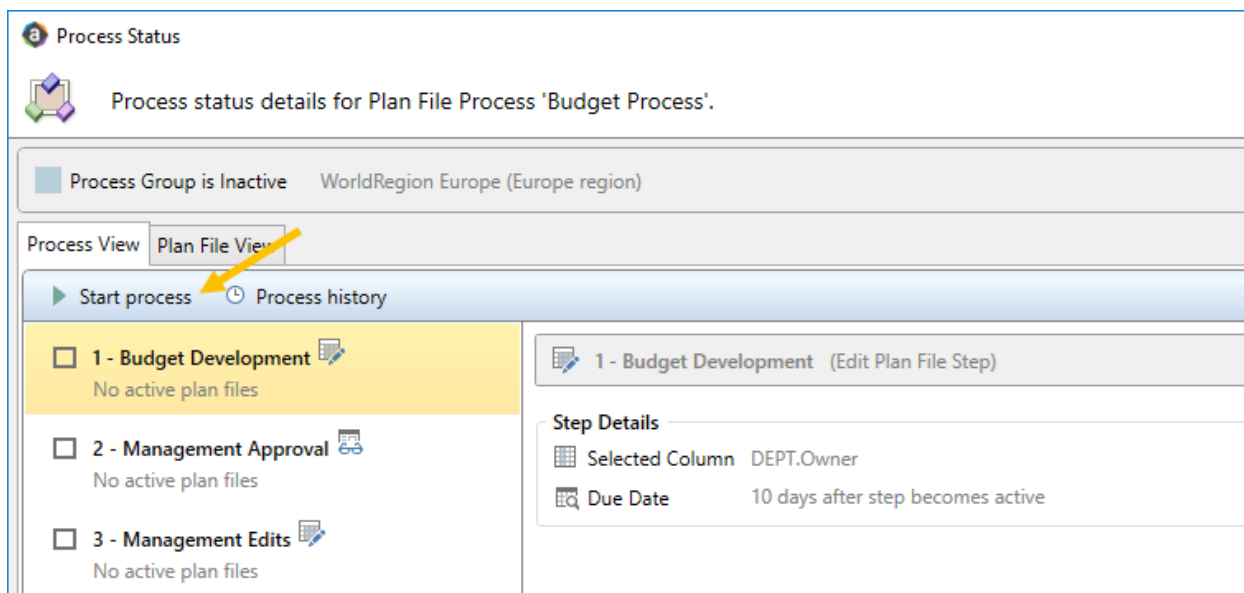 Process Status
Process status details for Plan File Process 'Budget Process'.
Process Group is Inactive WorldRegion Europe (Europe region)
Process View Plan File View
Start process Process history
1 - Budget Development
No active plan files
2 - Management Approval
No active plan files
3 - Management Edits
No active plan files
1 - Budget Development (Edit Plan File Step)
Step Details
Selected Column DEPT.Owner
Due Date 10 days after step becomes active